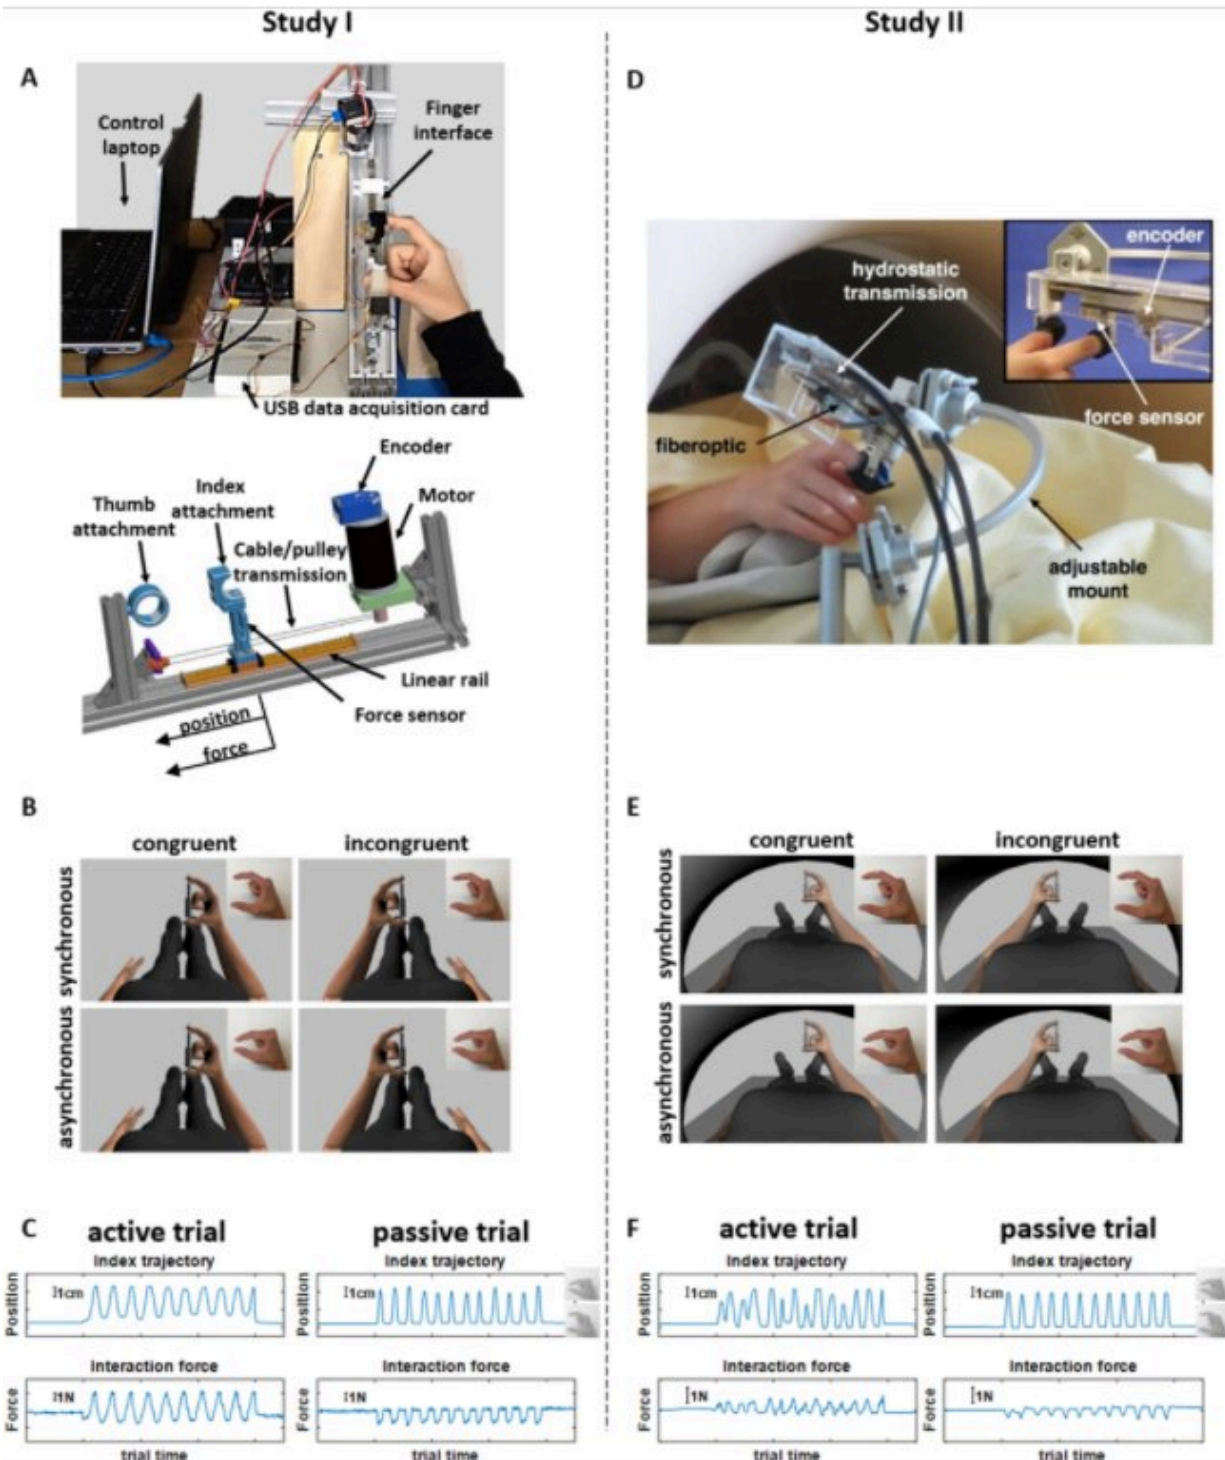 Study I
Study II
A
Control
laptop
Finger
interface
USB data acquisition card
Encoder
Index
attachment
Motor
Thumb
attachment
Cable/pulley
transmission
Linear rail
Force sensor
position
force
D
encoder
hydrostatic
transmission
force sensor
fiberoptic
adjustable
mount
B
congruent
incongruent
synchronous
asynchronous
E
congruent
incongruent
synchronous
asynchronous
C
active trial
passive trial
Index trajectory
Index trajectory
Position
1cm
1cm
Interaction force
Interaction force
Force
1N
1N
trial time
trial time
F
active trial
passive trial
Index trajectory
Index trajectory
Position
1cm
Position
1cm
Interaction force
Interaction force
Force
1N
Force
1N
trial time
trial time